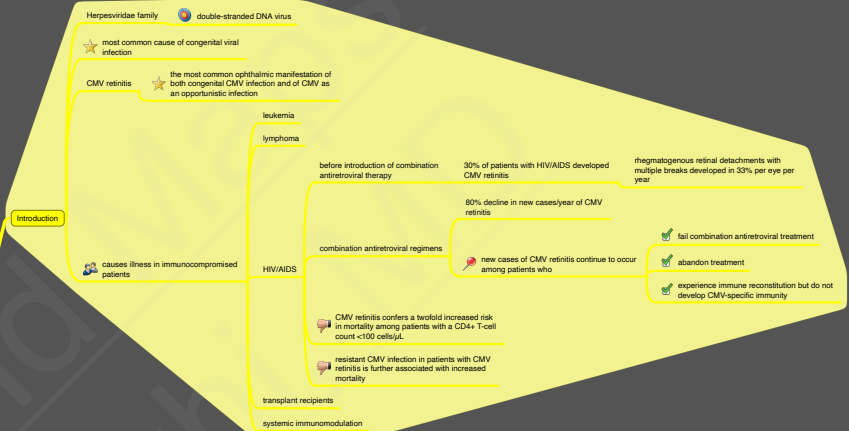 Herpesviridae family
double-stranded DNA virus
most common cause of congenital viral
infection
CMV retinitis
the most common ophthalmic manifestation of
both congenital CMV infection and of CMV as
an opportunistic infection
Introduction
causes illness in immunocompromised
patients
leukemia
lymphoma
HIV/AIDS
before introduction of combination
antiretroviral therapy
30% of patients with HIV/AIDS developed
CMV retinitis
rhegmatogenous retinal detachments with
multiple breaks developed in 33% per eye per
year
combination antiretroviral regimens
80% decline in new cases/year of CMV
retinitis
new cases of CMV retinitis continue to occur
among patients who
fail combination antiretroviral treatment
abandon treatment
experience immune reconstitution but do not
develop CMV-specific immunity
CMV retinitis confers a twofold increased risk
in mortality among patients with a CD4+ T-cell
count <100 cells/µL
resistant CMV infection in patients with CMV
retinitis is further associated with increased
mortality
transplant recipients
systemic immunomodulation